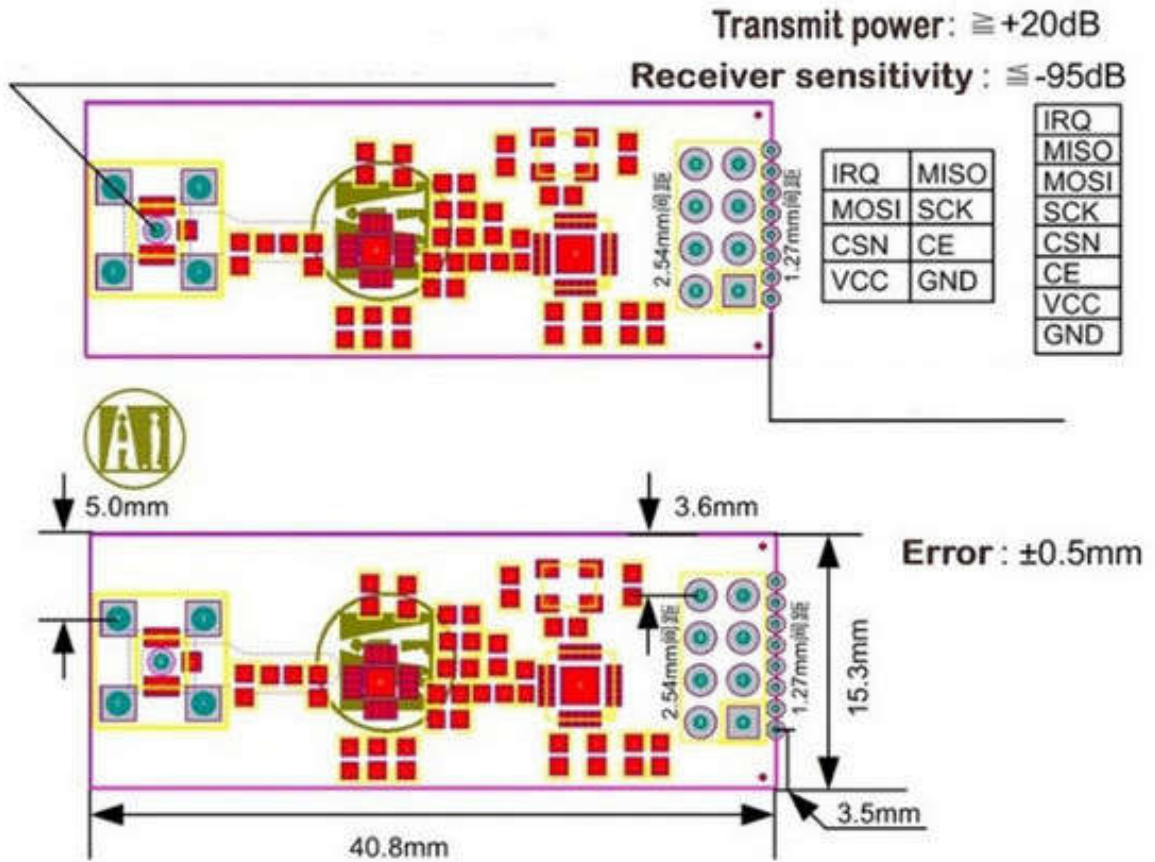 Transmit power: ≧+20dB
Receiver sensitivity : ≦-95dB
2.54mm间距
1.27mm间距
IRQ MISO
MOSI SCK
CSN CE
VCC GND
IRQ
MISO
MOSI
SCK
CSN
CE
VCC
GND
Ai
5.0mm
3.6mm
Error : ±0.5mm
2.54mm间距
1.27mm间距
15.3mm
3.5mm
40.8mm